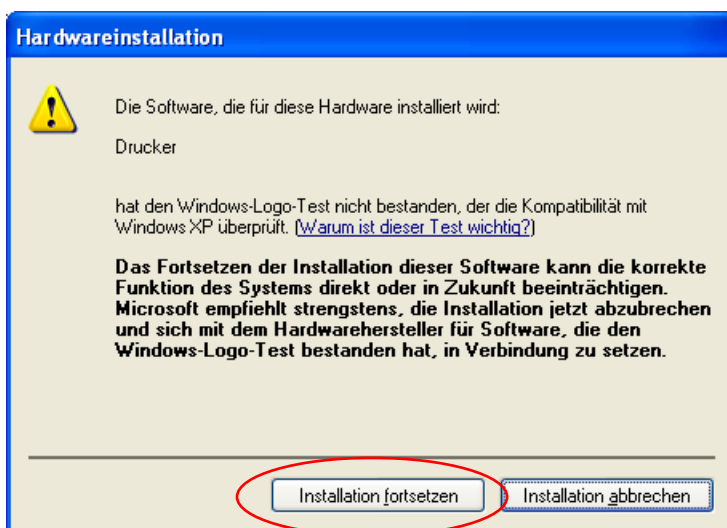 Hardwareinstallation
Die Software, die für diese Hardware installiert wird:
Drucker
hat den Windows-Logo-Test nicht bestanden, der die Kompatibilität mit
Windows XP überprüft. (Warum ist dieser Test wichtig?)
Das Fortsetzen der Installation dieser Software kann die korrekte
Funktion des Systems direkt oder in Zukunft beeinträchtigen.
Microsoft empfiehlt strengstens, die Installation jetzt abzubrechen
und sich mit dem Hardwarehersteller für Software, die den
Windows-Logo-Test bestanden hat, in Verbindung zu setzen.
Installation fortsetzen Installation abbrechen